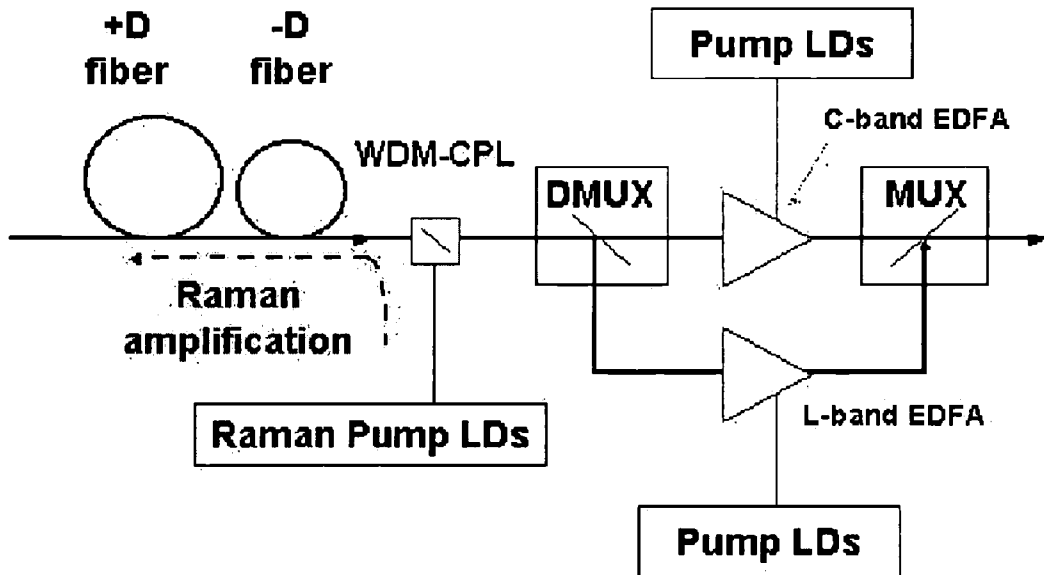 +D
fiber
-D
fiber
Pump LDs
C-band EDFA
WDM-CPL
DMUX
MUX
Raman
amplification
L-band EDFA
Raman Pump LDs
Pump LDs